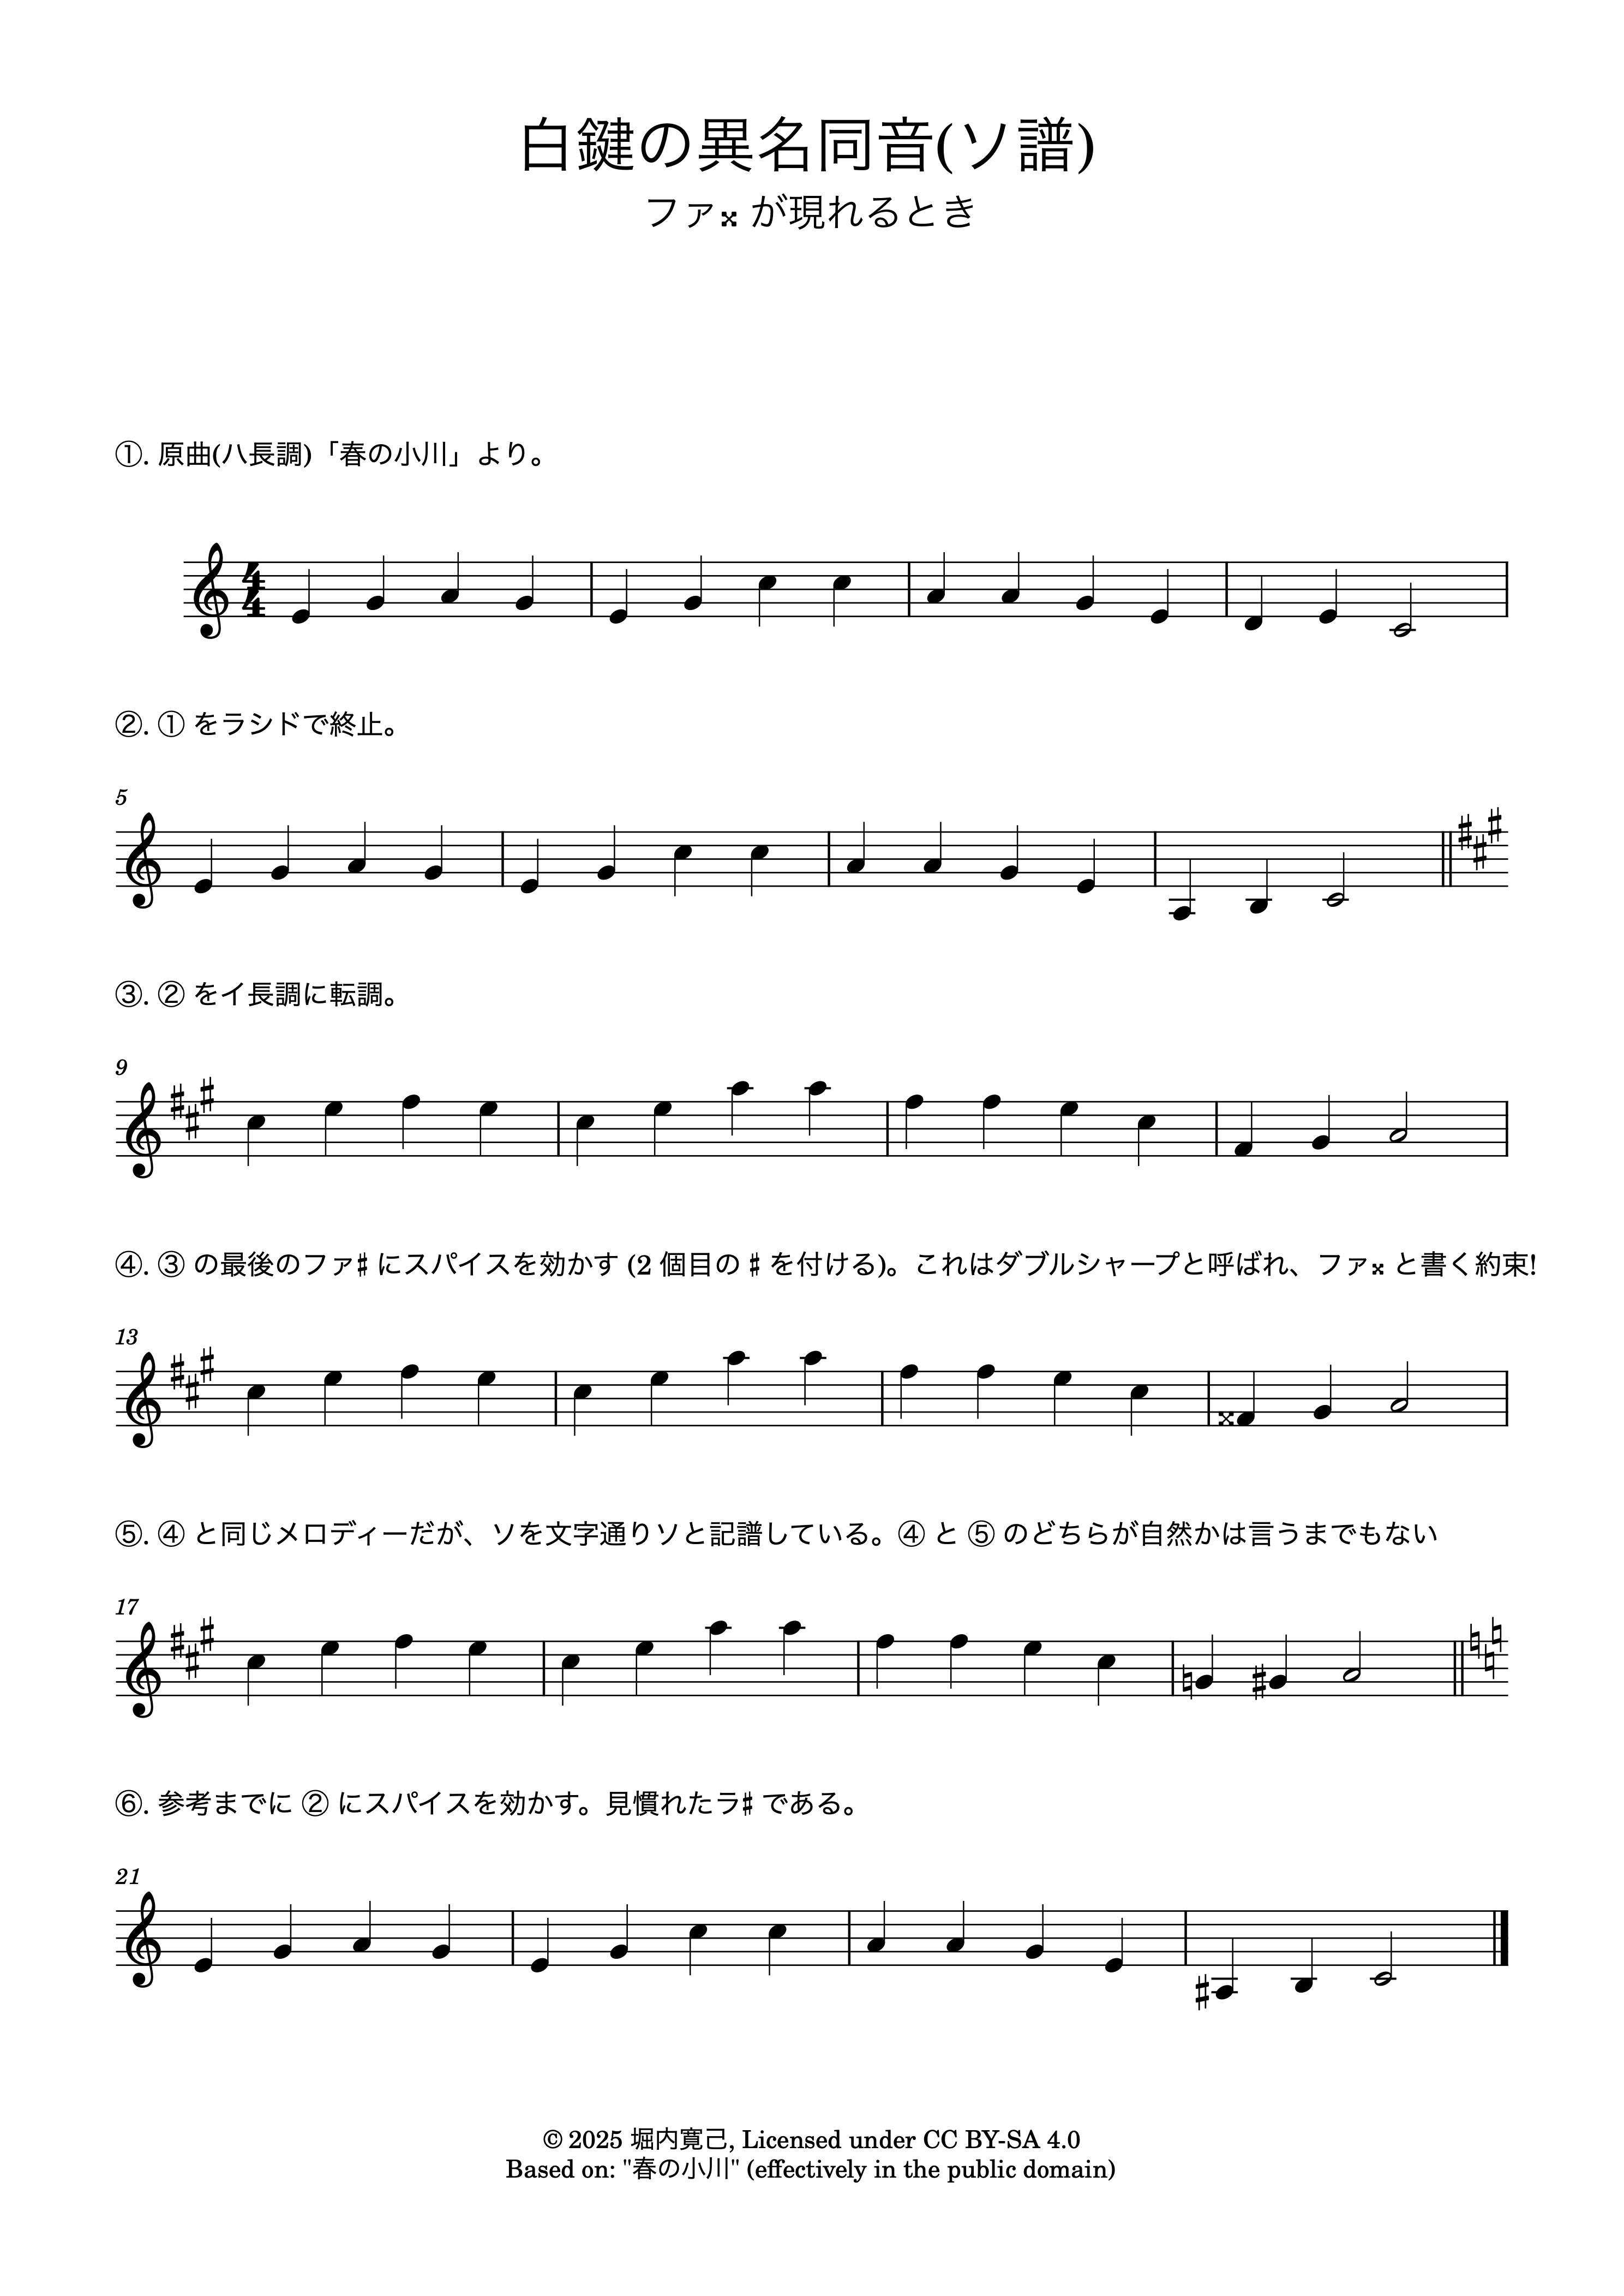 白鍵の異名同音(ソ譜)
ファ𝄪 が現れるとき
①. 原曲(ハ長調)「春の小川」より。
4
4
②. ① をラシドで終止。
5
③. ② をイ長調に転調。
9
④. ③ の最後のファ♯ にスパイスを効かす (2 個目の ♯ を付ける)。これはダブルシャープと呼ばれ、ファ𝄪 と書く約束!
13
⑤. ④ と同じメロディーだが、ソを文字通りソと記譜している。④ と ⑤ のどちらが自然かは言うまでもない
17
⑥. 参考までに ② にスパイスを効かす。見慣れたラ♯ である。
21
© 2025 堀内寛己, Licensed under CC BY-SA 4.0
Based on: "春の小川" (effectively in the public domain)